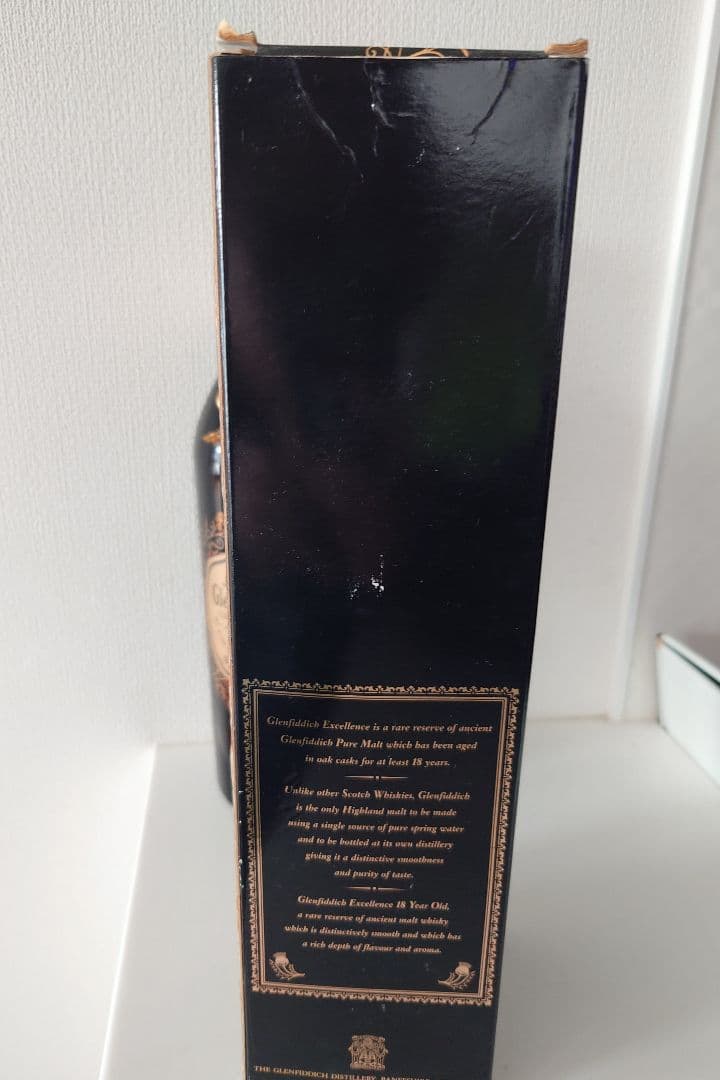 Glenfiddich Excellence is a rare reserve of ancient
Glenfiddich Pure Malt which has been aged
in oak casks for at least 18 years.
Unlike other Scotch Whiskies, Glenfiddich
is the only Highland malt to be made
using a single source of pure spring water
and to be bottled at its own distillery
giving it a distinctive smoothness
and purity of taste.
Glenfiddich Excellence 18 Year Old,
a rare reserve of ancient malt whisky
which is distinctively smooth and which has
a rich depth of flavour and aroma.
THE GLENFIDDICH DISTILLERY,